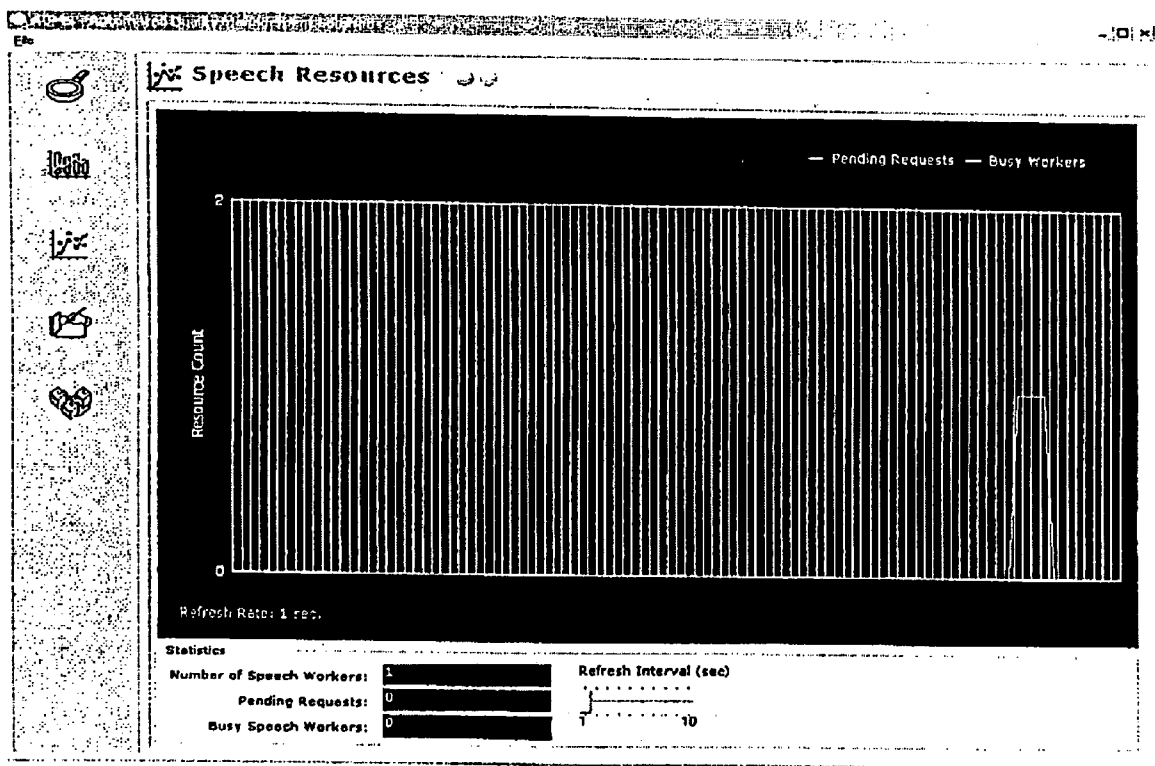 File
Speech Resources
— Pending Requests — Busy Workers
2
Resource Count
0
Refresh Rate: 1 sec.
Statistics
Number of Speech Workers: 1
Refresh Interval (sec)
Pending Requests: 0
1 10
Busy Speech Workers: 0